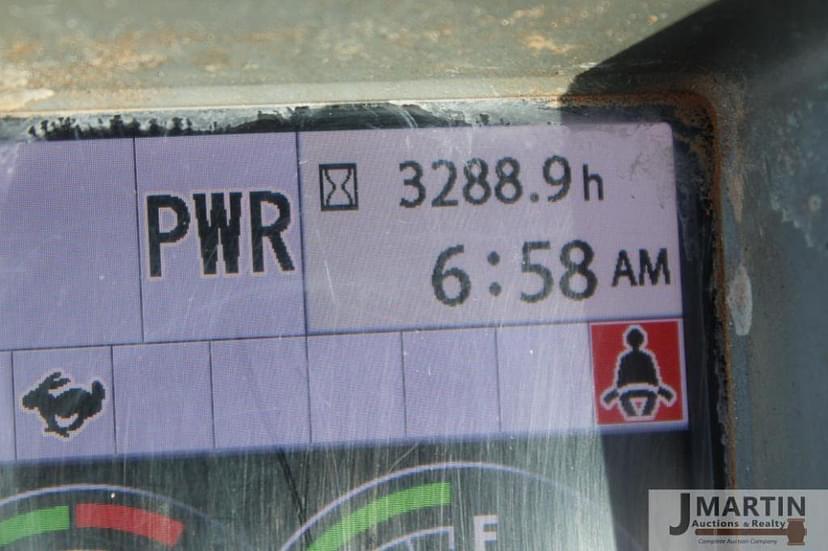 3288.9 h
PWR
6:58 AM
F
J MARTIN
Auctions & Realty
Complete Auction Company